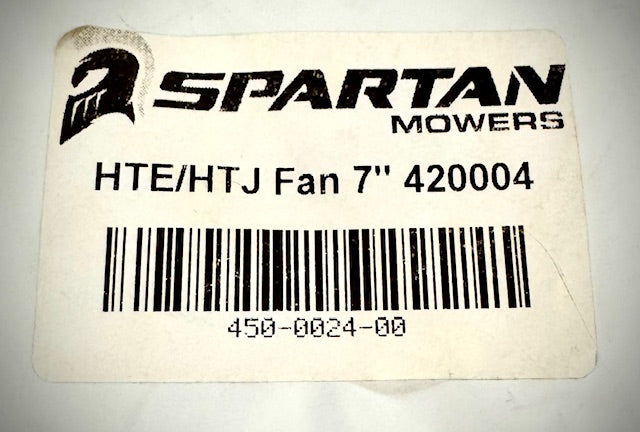 SPARTAN
MOWERS
HTE/HTJ Fan 7" 420004
450-0024-00